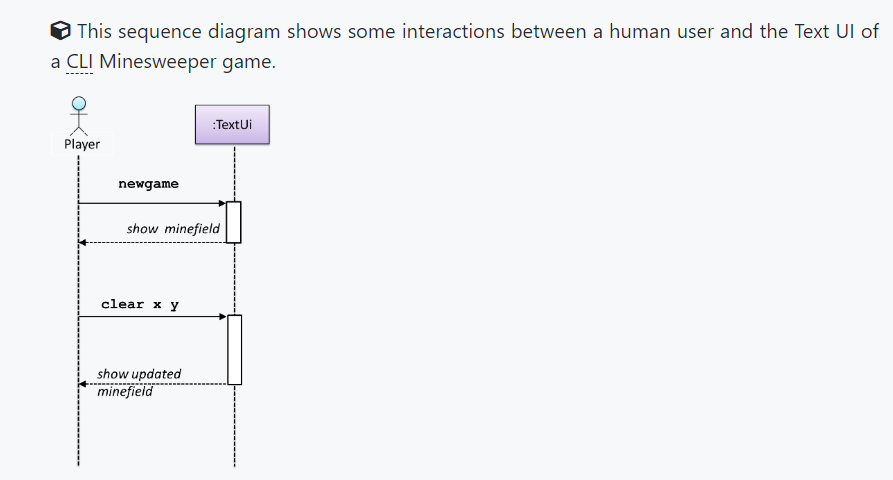 This sequence diagram shows some interactions between a human user and the Text UI of
a CLI Minesweeper game.
Player
:TextUi
newgame
show minefield
clear x y
show updated
minefield